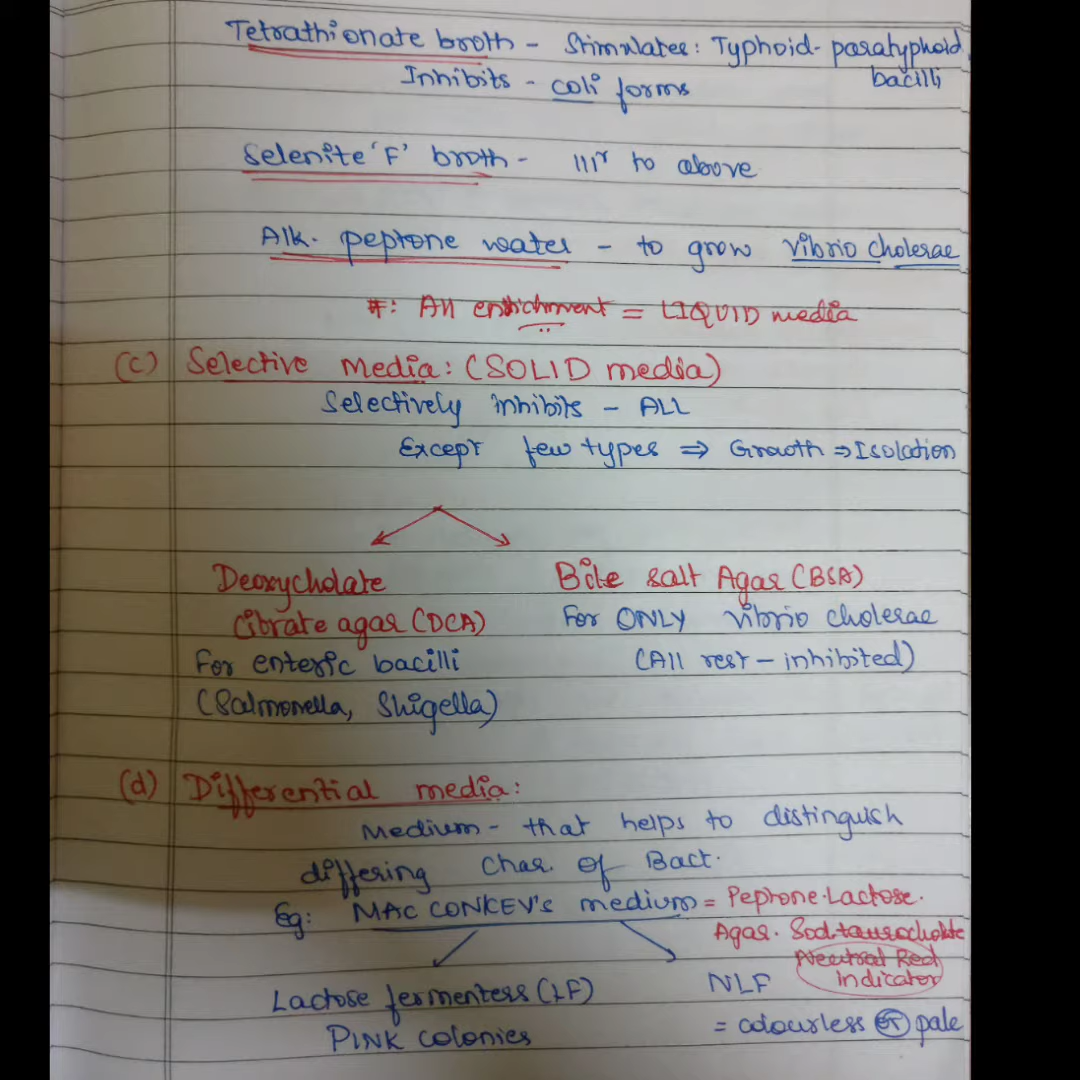 Tetrathionate broth - Stimulates: Typhoid-paratyphoid bacilli
Inhibits - coli forms
Selenite 'F' broth - |||r to above
Alk. peptone water - to grow Vibrio cholerae
#: All enrichment = LIQUID media
(c) Selective Media: (SOLID media)
Selectively inhibits - ALL
Except few types ⇒ Growth ⇒ Isolation
Deoxycholate
Citrate agar (DCA)
For enteric bacilli
(Salmonella, Shigella)
Bile salt Agar (BSA)
For ONLY vibrio cholerae
(All rest - inhibited)
(d) Differential media:
Medium - that helps to distinguish
differing Char. of Bact.
Eg: MAC CONKEY's medium = Peptone. Lactose.
Agar. Sod. taurocholate
Neutral Red
indicator
Lactose fermenters (LF)
PINK colonies
NLF
= colourless or pale